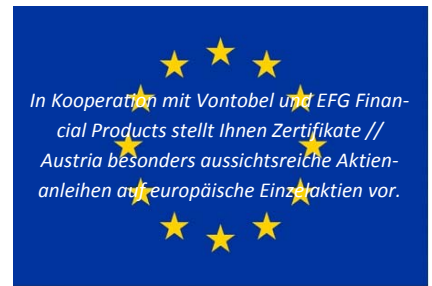 In Kooperation mit Vontobel und EFG Finan-
cial Products stellt Ihnen Zertifikate //
Austria besonders aussichtsreiche Aktien-
anleihen auf europäische Einzelaktien vor.